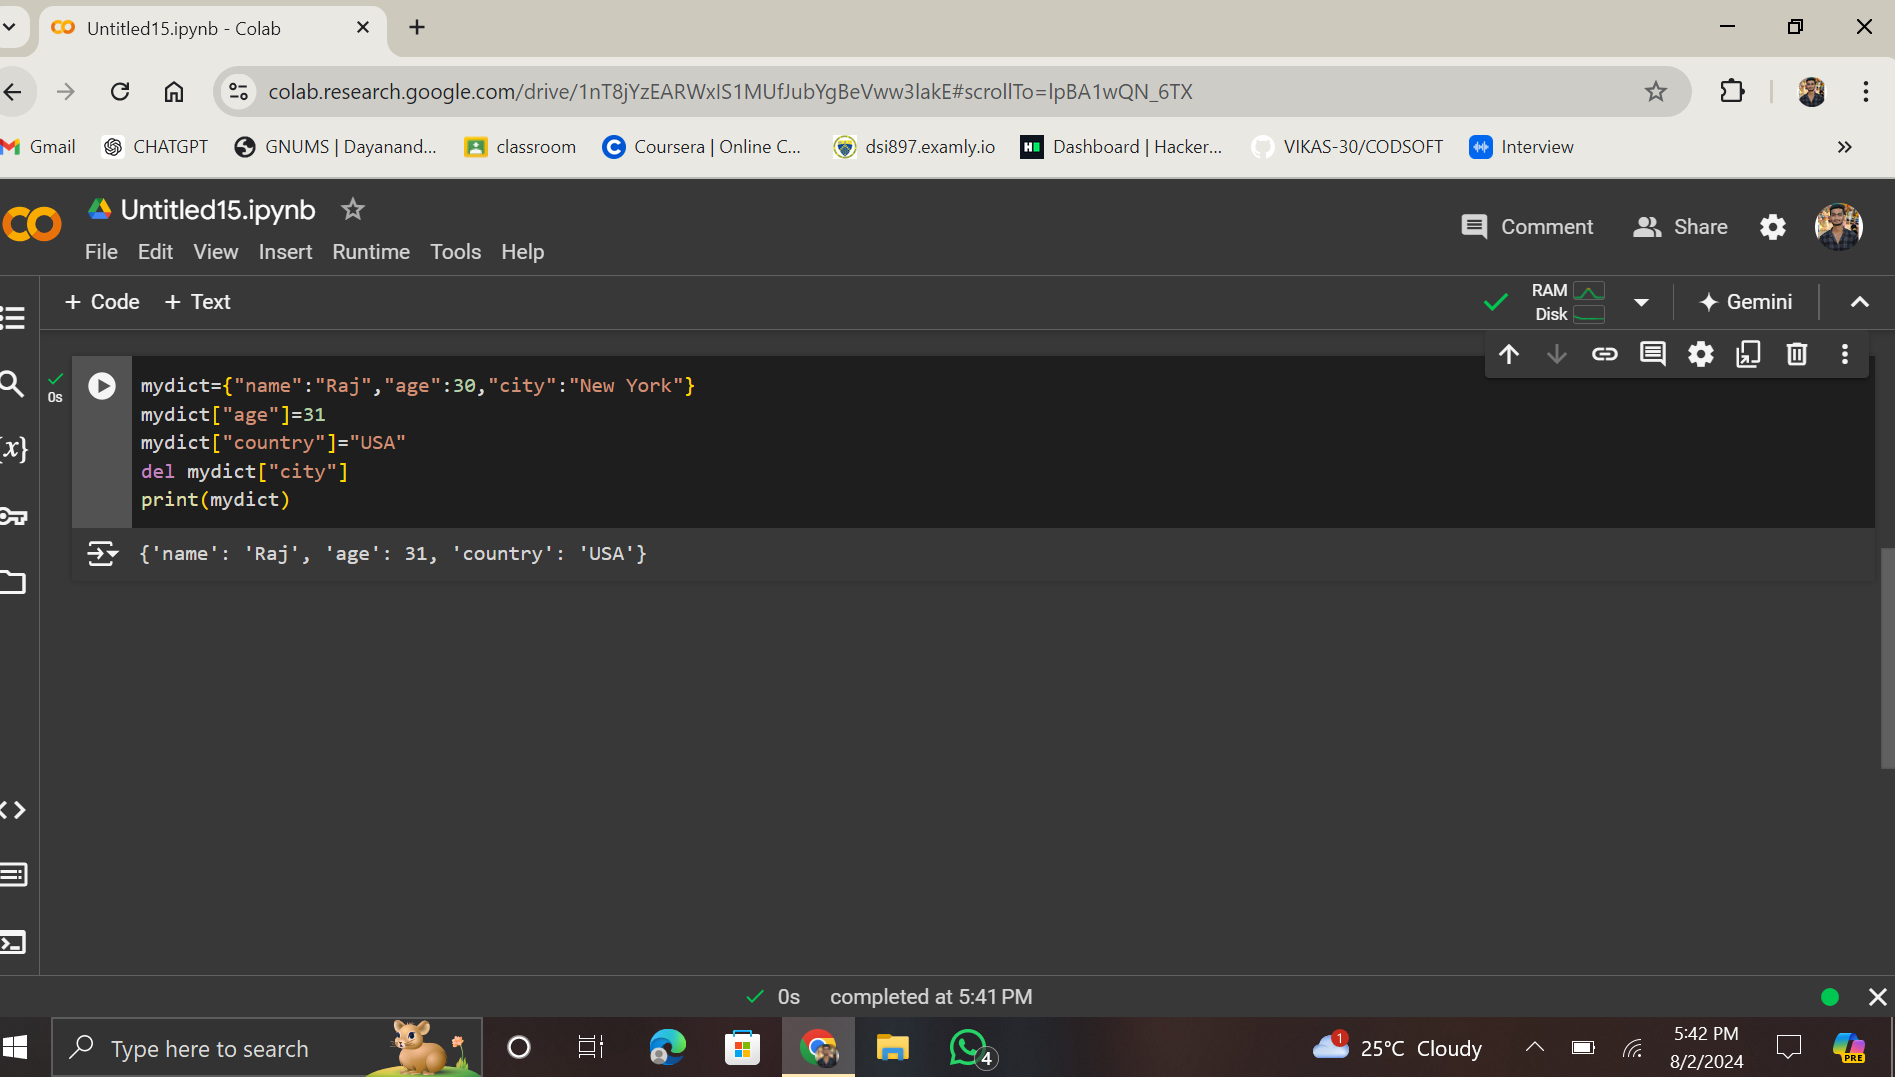 Untitled15.ipynb - Colab
colab.research.google.com/drive/1nT8jYzEARWxIS1MUfJubYgBeVww3lakE#scrollTo=lpBA1wQN_6TX
Gmail CHATGPT GNUMS | Dayanand... classroom Coursera | Online C... dsi897.examly.io Dashboard | Hacker... VIKAS-30/CODSOFT Interview
Untitled15.ipynb
Comment Share
File Edit View Insert Runtime Tools Help
+ Code + Text
RAM
Disk
Gemini
0s
mydict={"name":"Raj","age":30,"city":"New York"}
mydict["age"]=31
mydict["country"]="USA"
del mydict["city"]
print(mydict)
{'name': 'Raj', 'age': 31, 'country': 'USA'}
{x}
0s completed at 5:41 PM
Type here to search
4
1
25°C Cloudy
5:42 PM
8/2/2024
PRE